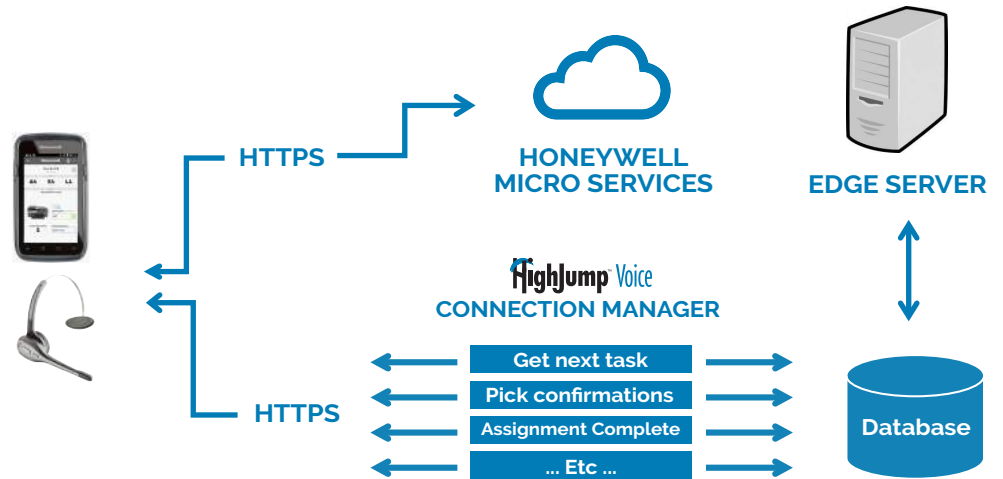 HTTPS
HONEYWELL
MICRO SERVICES
EDGE SERVER
HighJump™ Voice
CONNECTION MANAGER
Get next task
Pick confirmations
HTTPS
Assignment Complete
Database
... Etc ...